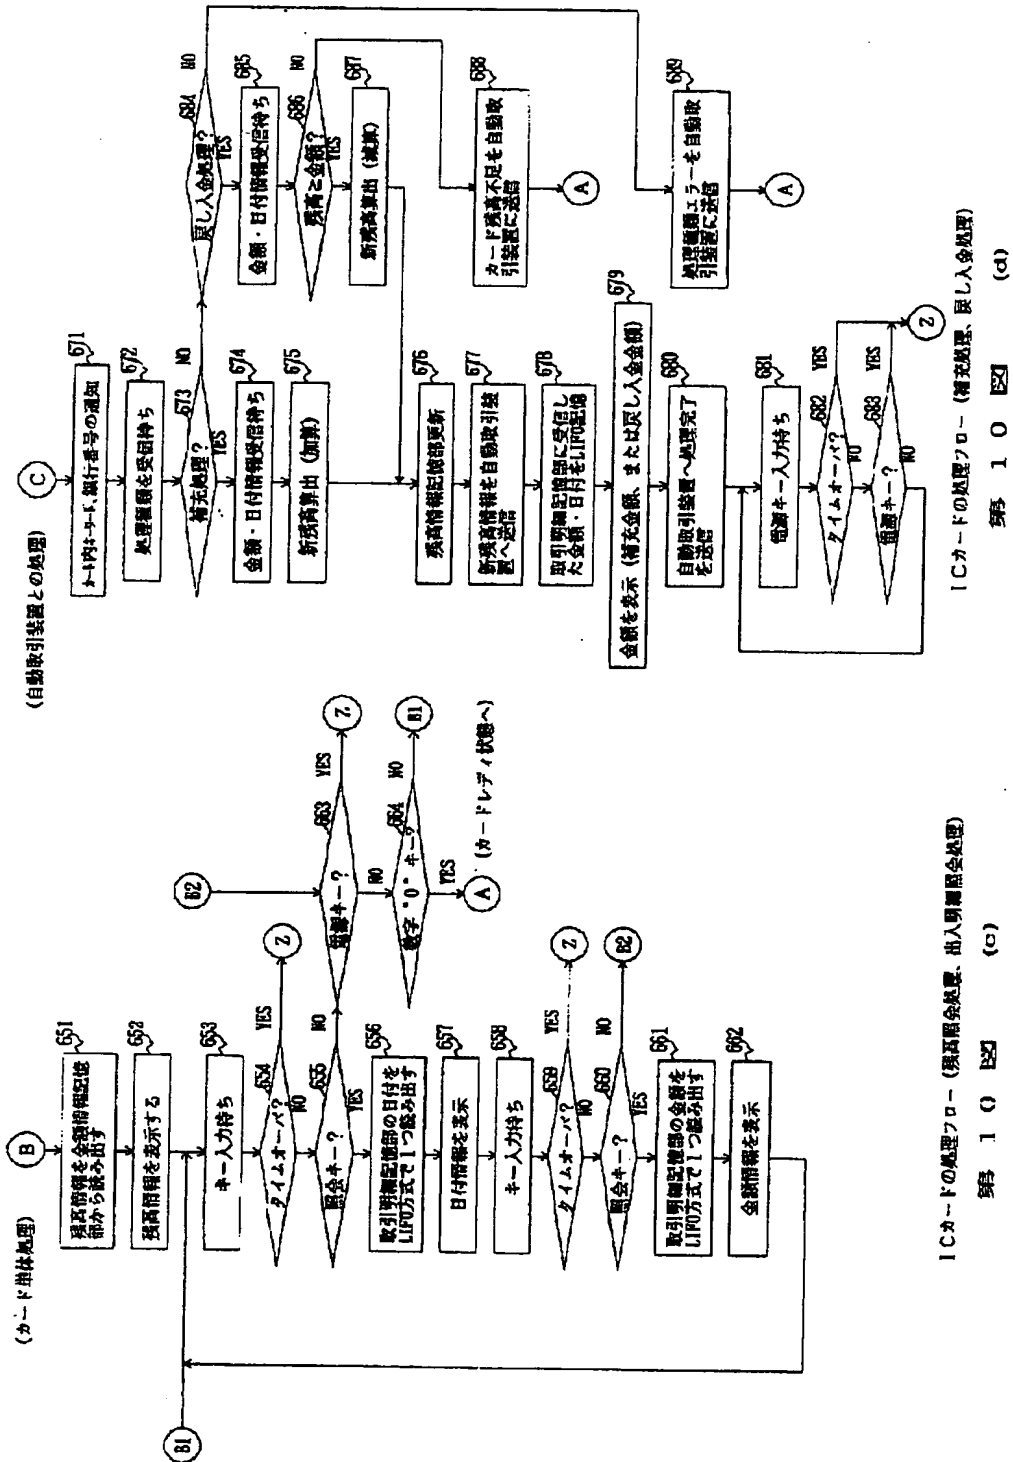 (カード単体処理)
B
651
残高情報を金額情報記憶
部から読み出す
652
残高情報を表示する
B1
653
キー入力待ち
654
タイムオーバ?
YES
Z
NO
655
照会キー?
NO
YES
656
取引明細記憶部の日付を
LIFO方式で1つ読み出す
657
日付情報を表示
658
キー入力待ち
659
タイムオーバ?
YES
Z
NO
660
照会キー?
NO
B2
YES
661
取引明細記憶部の金額を
LIFO方式で1つ読み出す
662
金額情報を表示
B2
663
電源キー?
YES
Z
NO
664
数字"0"キー?
NO
B1
YES
A
(カードレディ状態へ)
ICカードの処理フロー(残高照会処理、出入明細照会処理)
第10図 (c)
(自動取引装置との処理)
C
671
カード内キーワード、銀行番号の通知
672
処理種類を受信待ち
673
補充処理?
NO
YES
674
金額・日付情報受信待ち
675
新残高算出(加算)
676
残高情報記憶部更新
677
新残高情報を自動取引装
置へ送信
678
取引明細記憶部に受信し
た金額・日付をLIFO記憶
679
金額を表示(補充金額、または戻し入金金額)
680
自動取引装置へ処理完了
を送信
681
電源キー入力待ち
682
タイムオーバ?
YES
NO
683
電源キー?
YES
NO
Z
684
戻し入金処理?
NO
YES
685
金額・日付情報受信待ち
686
残高≥金額?
NO
YES
687
新残高算出(減算)
688
カード残高不足を自動取
引装置に送信
A
689
処理種類エラーを自動取
引装置に送信
A
ICカードの処理フロー(補充処理、戻し入金処理)
第10図 (d)